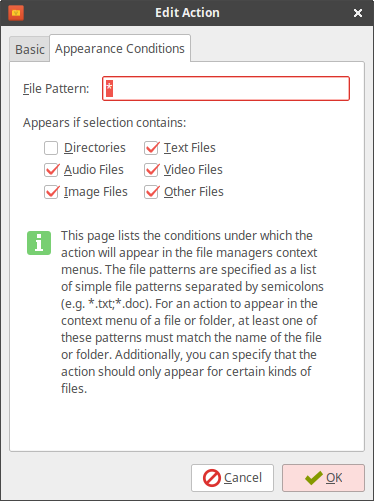 Edit Action
Basic Appearance Conditions
File Pattern: *
Appears if selection contains:
Directories Text Files
Audio Files Video Files
Image Files Other Files
This page lists the conditions under which the
action will appear in the file managers context
menus. The file patterns are specified as a list
of simple file patterns separated by semicolons
(e.g. *.txt;*.doc). For an action to appear in the
context menu of a file or folder, at least one of
these patterns must match the name of the file
or folder. Additionally, you can specify that the
action should only appear for certain kinds of
files.
Cancel OK